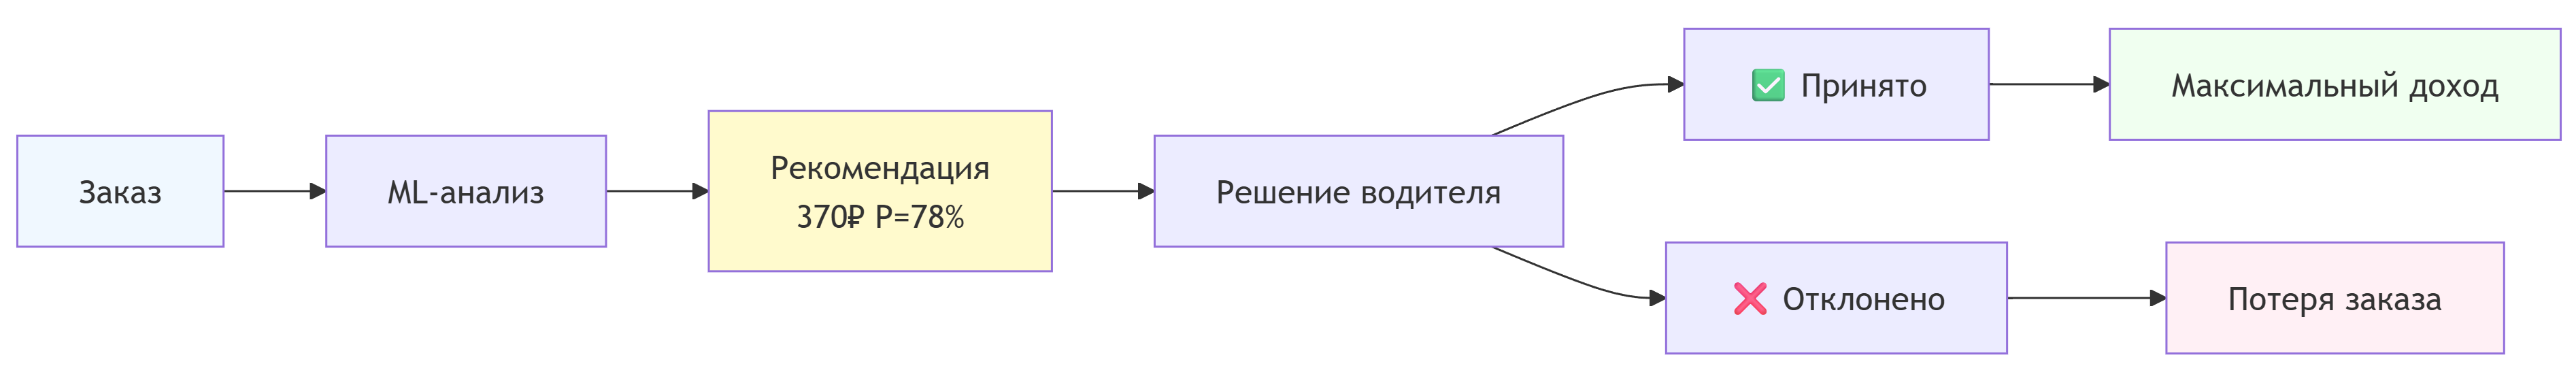 Заказ
ML-анализ
Рекомендация
370₽ P=78%
Решение водителя
✅ Принято
Максимальный доход
❌ Отклонено
Потеря заказа